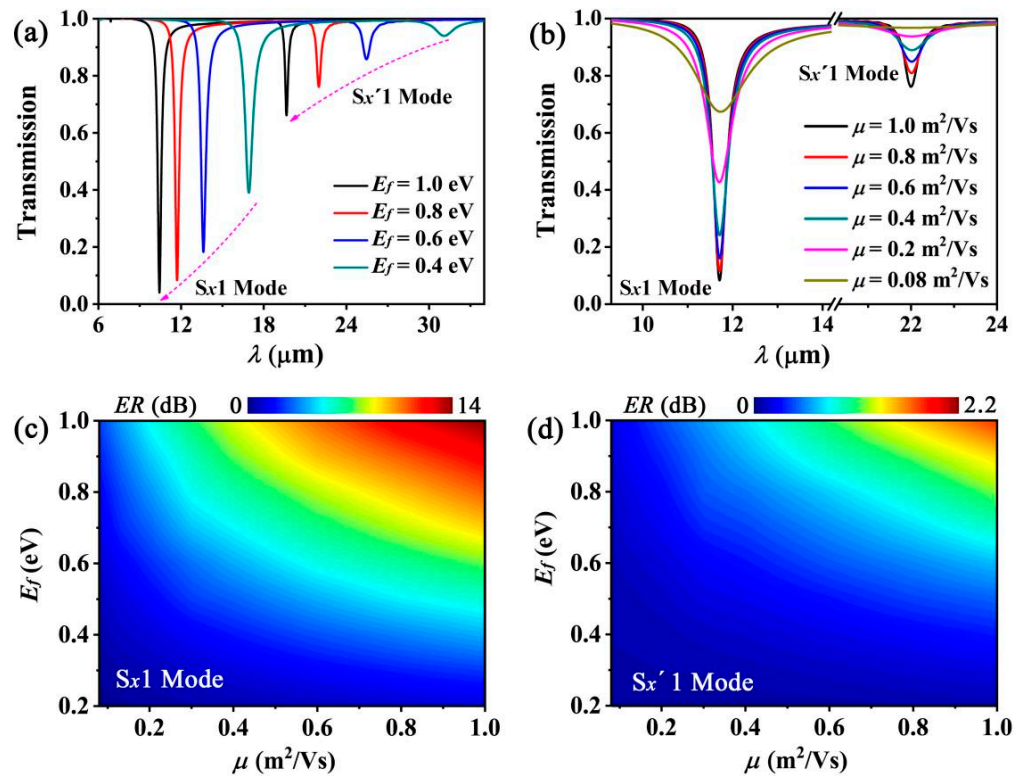 (a)
Transmission
1.0
0.8
0.6
0.4
0.2
0.0
Sx´1 Mode
Ef = 1.0 eV
Ef = 0.8 eV
Ef = 0.6 eV
Ef = 0.4 eV
Sx1 Mode
6 12 18 24 30
λ (μm)
(b)
Transmission
1.0
0.8
0.6
0.4
0.2
0.0
Sx´1 Mode
μ = 1.0 m²/Vs
μ = 0.8 m²/Vs
μ = 0.6 m²/Vs
μ = 0.4 m²/Vs
μ = 0.2 m²/Vs
μ = 0.08 m²/Vs
Sx1 Mode
10 12 14 22 24
λ (μm)
(c)
ER (dB) 0 14
Ef (eV)
1.0
0.8
0.6
0.4
0.2
Sx1 Mode
0.2 0.4 0.6 0.8 1.0
μ (m²/Vs)
(d)
ER (dB) 0 2.2
Ef (eV)
1.0
0.8
0.6
0.4
0.2
Sx´ 1 Mode
0.2 0.4 0.6 0.8 1.0
μ (m²/Vs)